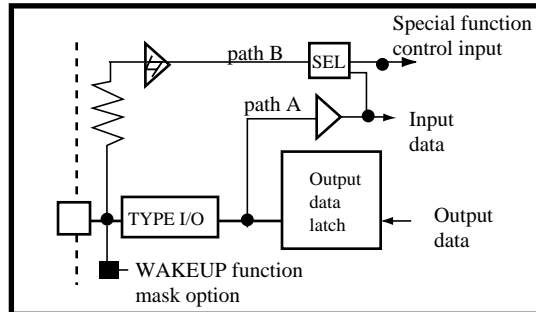 Special function
control input
path B
SEL
path A
Input
data
Output
data
latch
TYPE I/O
Output
data
WAKEUP function
mask option